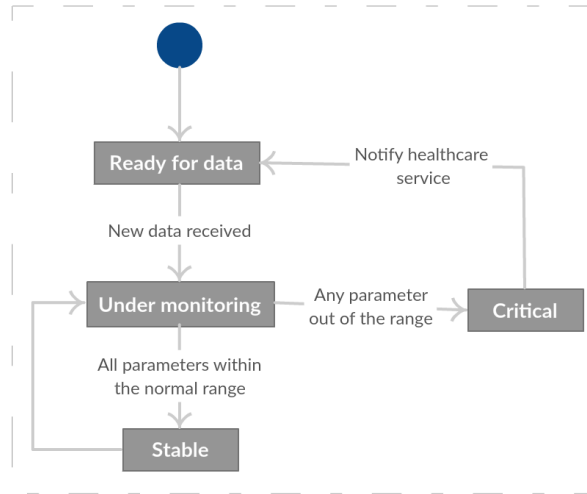 Ready for data
Notify healthcare
service
New data received
Under monitoring
Any parameter
out of the range
Critical
All parameters within
the normal range
Stable